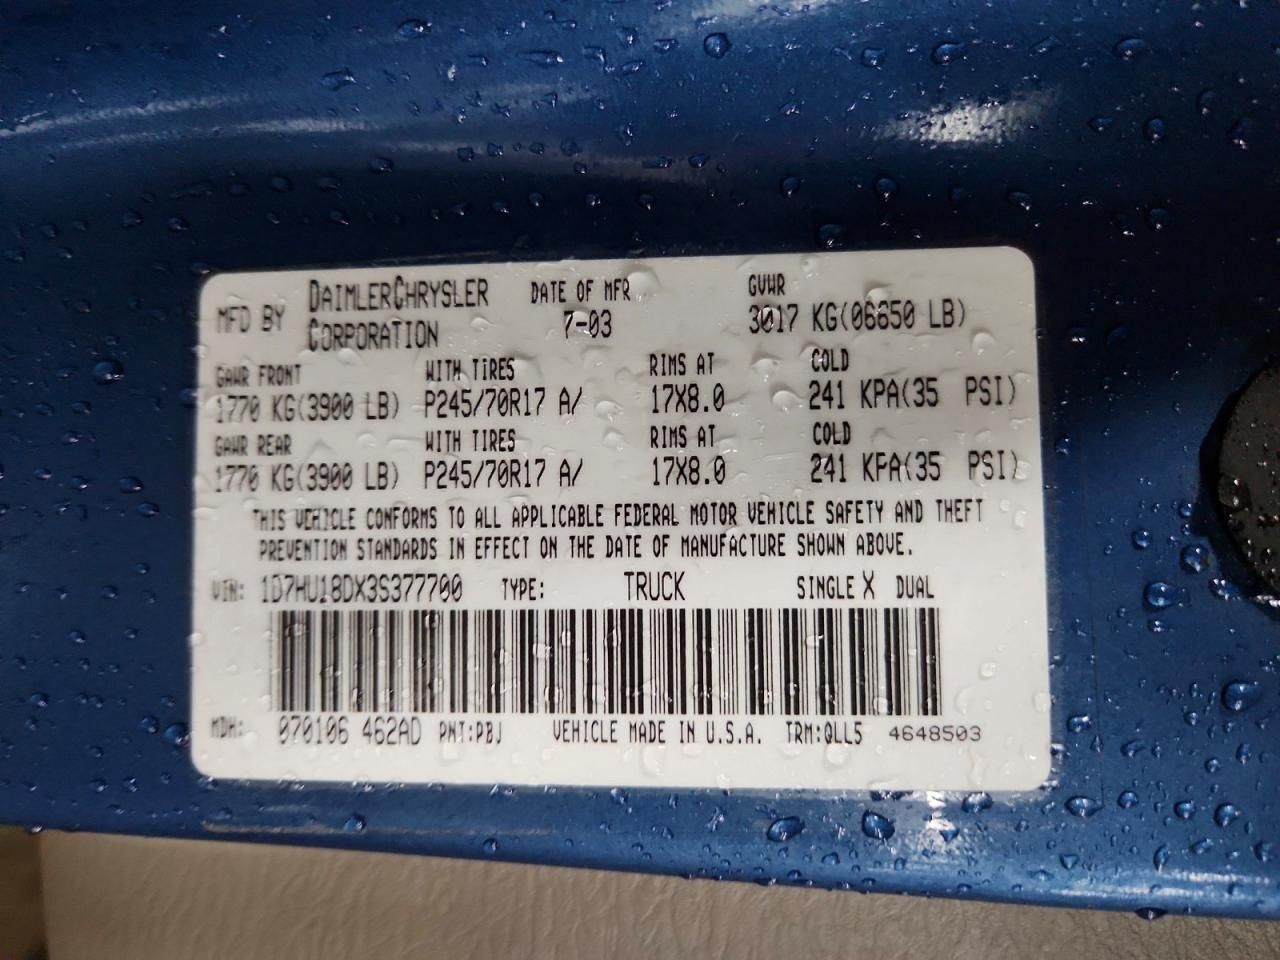 MFD BY DAIMLERCHRYSLER CORPORATION DATE OF MFR 7-03 GVWR 3017 KG(06650 LB)
GAWR FRONT WITH TIRES RIMS AT COLD
1770 KG(3900 LB) P245/70R17 A/ 17X8.0 241 KPA(35 PSI)
GAWR REAR WITH TIRES RIMS AT COLD
1770 KG(3900 LB) P245/70R17 A/ 17X8.0 241 KPA(35 PSI)
THIS VEHICLE CONFORMS TO ALL APPLICABLE FEDERAL MOTOR VEHICLE SAFETY AND THEFT
PREVENTION STANDARDS IN EFFECT ON THE DATE OF MANUFACTURE SHOWN ABOVE.
VIN: 1D7HU18DX3S377700 TYPE: TRUCK SINGLE X DUAL
MDH: 070106 462AD PNT:PBJ VEHICLE MADE IN U.S.A. TRM:QLL5 4648503